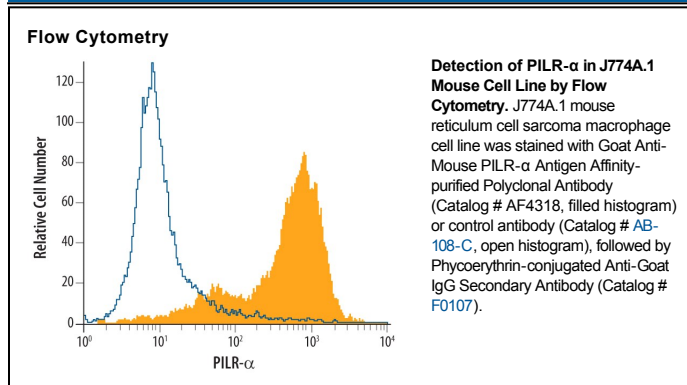 Flow Cytometry
Relative Cell Number
120
100
80
60
40
20
0
10⁰ 10¹ 10² 10³ 10⁴
PILR-α
Detection of PILR-α in J774A.1
Mouse Cell Line by Flow
Cytometry. J774A.1 mouse
reticulum cell sarcoma macrophage
cell line was stained with Goat Anti-
Mouse PILR-α Antigen Affinity-
purified Polyclonal Antibody
(Catalog # AF4318, filled histogram)
or control antibody (Catalog # AB-
108-C, open histogram), followed by
Phycoerythrin-conjugated Anti-Goat
IgG Secondary Antibody (Catalog #
F0107).